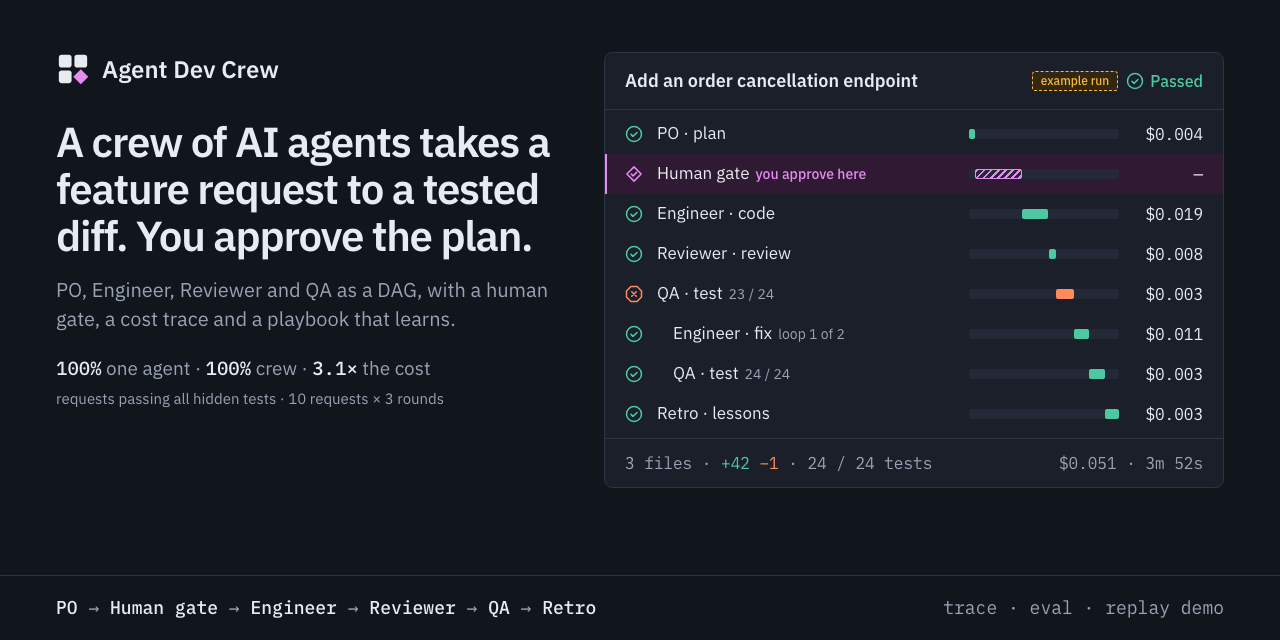 Agent Dev Crew
A crew of AI agents takes a
feature request to a tested
diff. You approve the plan.
PO, Engineer, Reviewer and QA as a DAG, with a human
gate, a cost trace and a playbook that learns.
100% one agent · 100% crew · 3.1× the cost
requests passing all hidden tests · 10 requests × 3 rounds
Add an order cancellation endpoint example run Passed
PO · plan $0.004
Human gate you approve here —
Engineer · code $0.019
Reviewer · review $0.008
QA · test 23 / 24 $0.003
Engineer · fix loop 1 of 2 $0.011
QA · test 24 / 24 $0.003
Retro · lessons $0.003
3 files · +42 −1 · 24 / 24 tests $0.051 · 3m 52s
PO → Human gate → Engineer → Reviewer → QA → Retro
trace · eval · replay demo